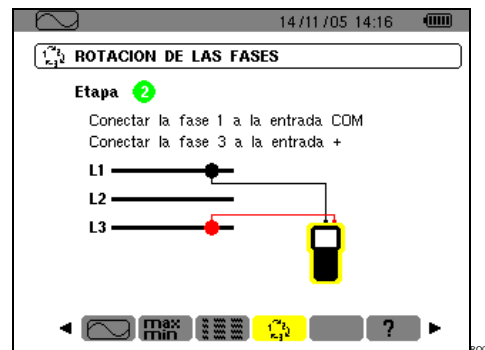 14/11/05 14:16
ROTACION DE LAS FASES
Etapa 2
Conectar la fase 1 a la entrada COM
Conectar la fase 3 a la entrada +
L1
L2
L3
max
min
?